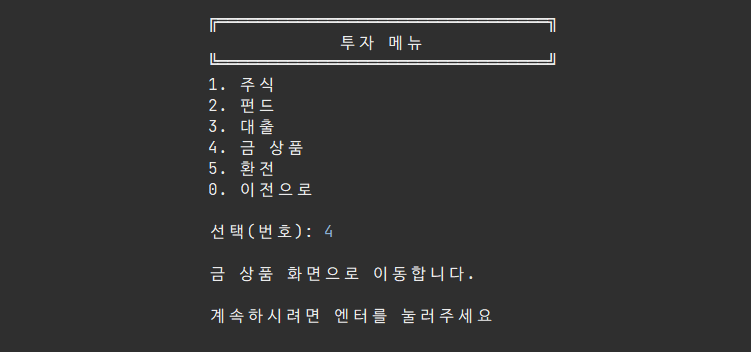 투자 메뉴
1. 주식
2. 펀드
3. 대출
4. 금 상품
5. 환전
0. 이전으로
선택(번호): 4
금 상품 화면으로 이동합니다.
계속하시려면 엔터를 눌러주세요